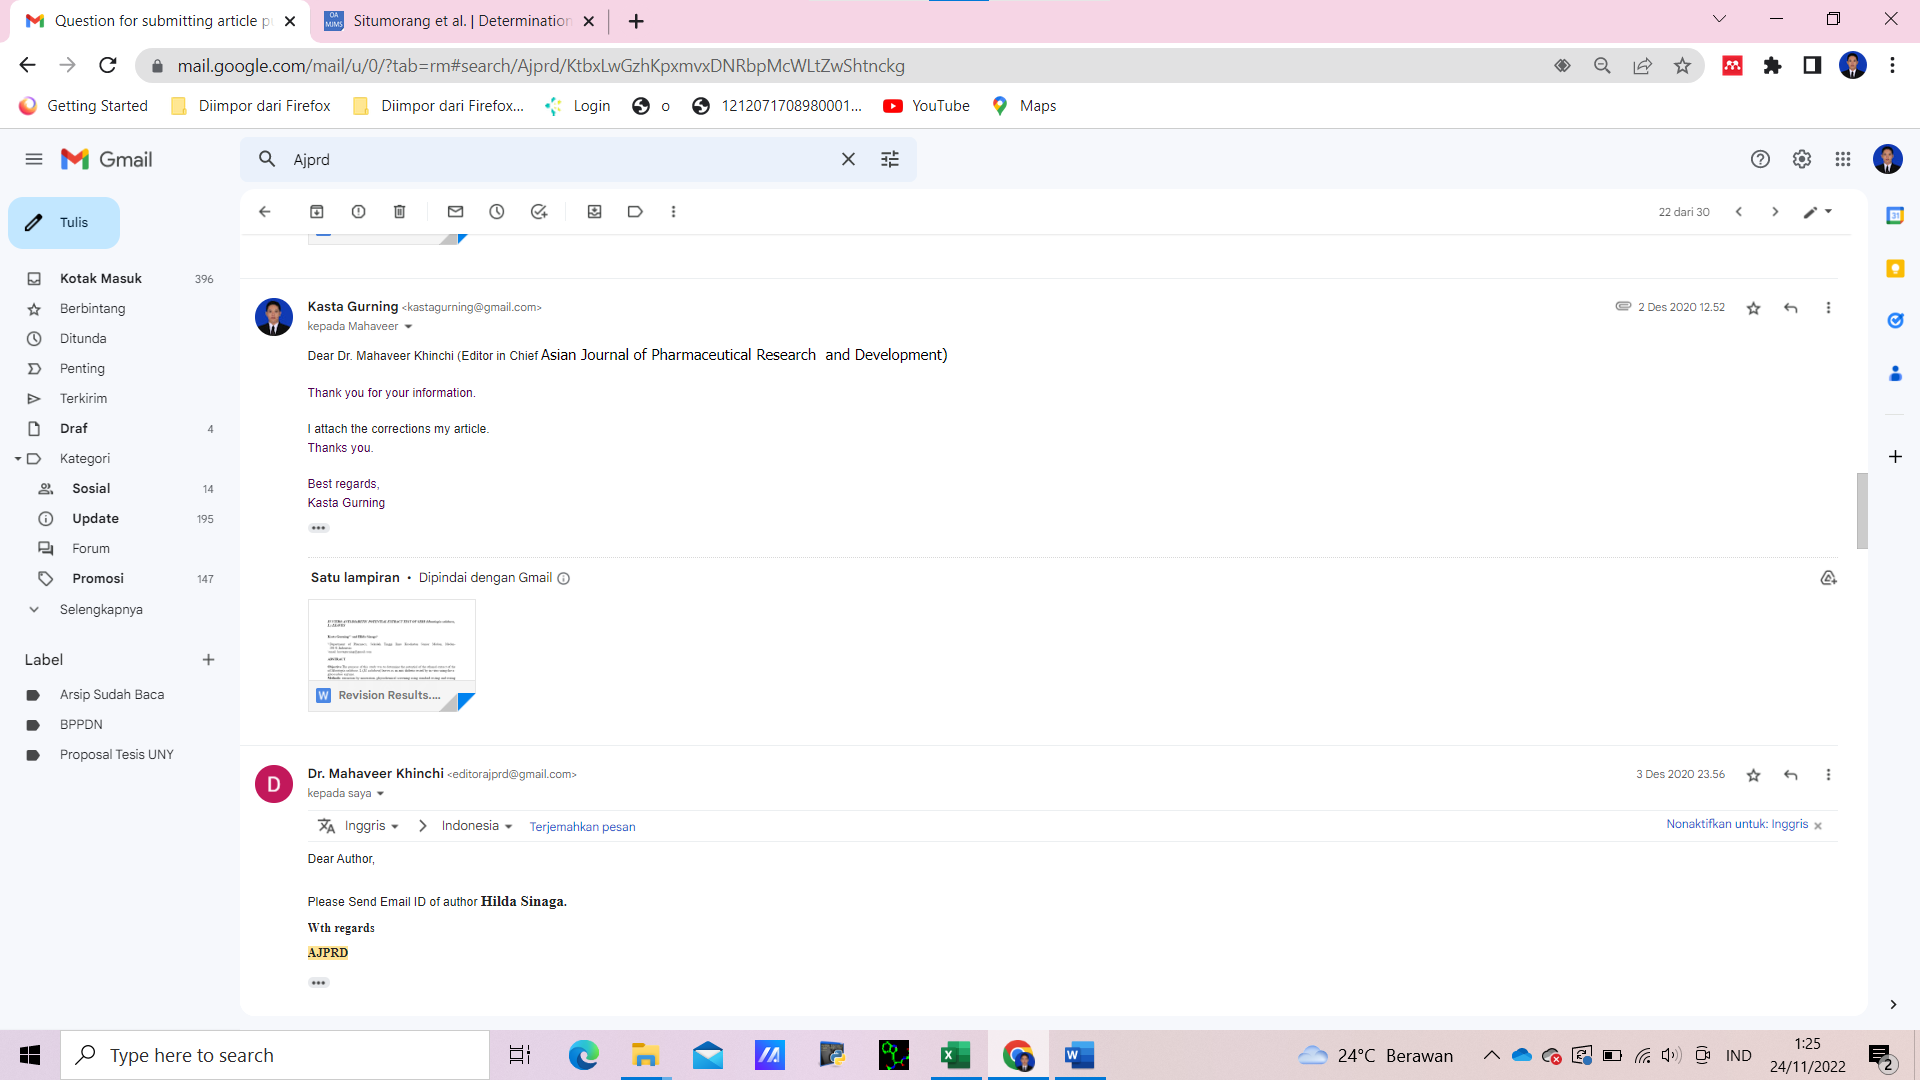 Question for submitting article p
Situmorang et al. | Determination
mail.google.com/mail/u/0/?tab=rm#search/Ajprd/KtbxLwGzhKpxmvxDNRbpMcWLtZwShtnckg
Getting Started
Diimpor dari Firefox
Diimpor dari Firefox...
Login
o
1212071708980001...
YouTube
Maps
Gmail
Ajprd
Tulis
22 dari 30
Kotak Masuk 396
Berbintang
Ditunda
Penting
Terkirim
Draf 4
Kategori
Sosial 14
Update 195
Forum
Promosi 147
Selengkapnya
Label
Arsip Sudah Baca
BPPDN
Proposal Tesis UNY
Kasta Gurning <kastagurning@gmail.com>
2 Des 2020 12.52
kepada Mahaveer
Dear Dr. Mahaveer Khinchi (Editor in Chief Asian Journal of Pharmaceutical Research and Development)
Thank you for your information.
I attach the corrections my article.
Thanks you.
Best regards,
Kasta Gurning
Satu lampiran • Dipindai dengan Gmail
W Revision Results....
D
Dr. Mahaveer Khinchi <editorajprd@gmail.com>
3 Des 2020 23.56
kepada saya
Inggris
Indonesia
Terjemahkan pesan
Nonaktifkan untuk: Inggris
Dear Author,
Please Send Email ID of author Hilda Sinaga.
Wth regards
AJPRD
Type here to search
24°C Berawan
IND
1:25
24/11/2022
2